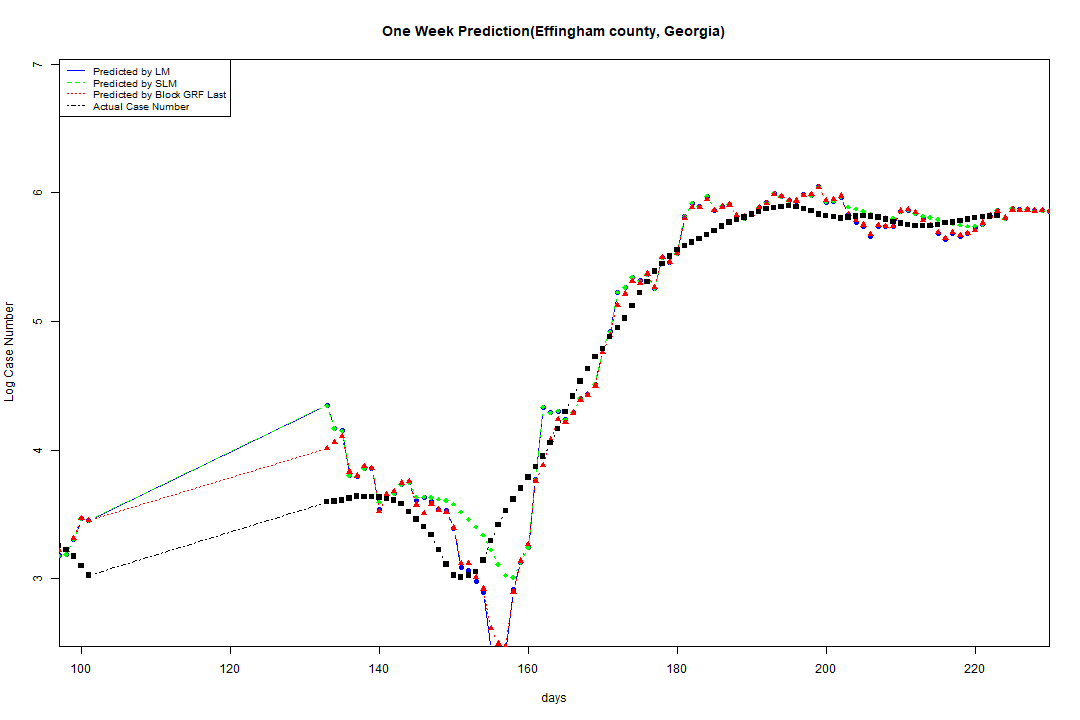 One Week Prediction(Effingham county, Georgia)
Predicted by LM
Predicted by SLM
Predicted by Block GRF Last
Actual Case Number
7
6
5
4
3
Log Case Number
100 120 140 160 180 200 220
days